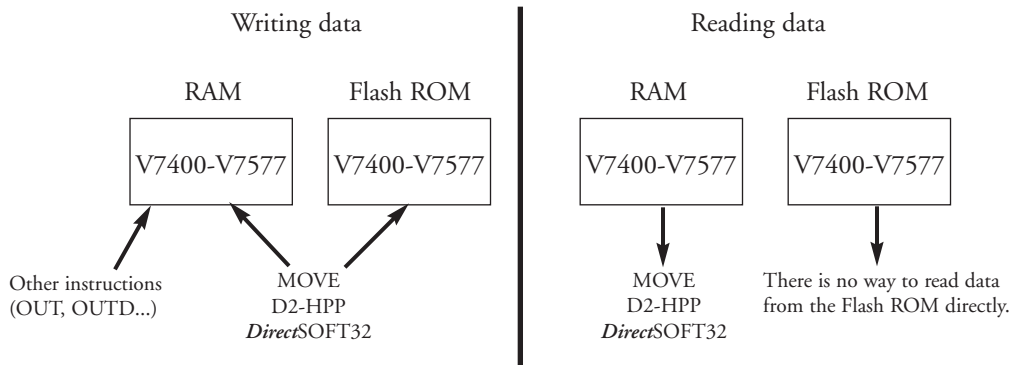 Writing data
RAM
Flash ROM
V7400-V7577
V7400-V7577
Other instructions
(OUT, OUTD...)
MOVE
D2-HPP
DirectSOFT32
Reading data
RAM
Flash ROM
V7400-V7577
V7400-V7577
MOVE
D2-HPP
DirectSOFT32
There is no way to read data
from the Flash ROM directly.